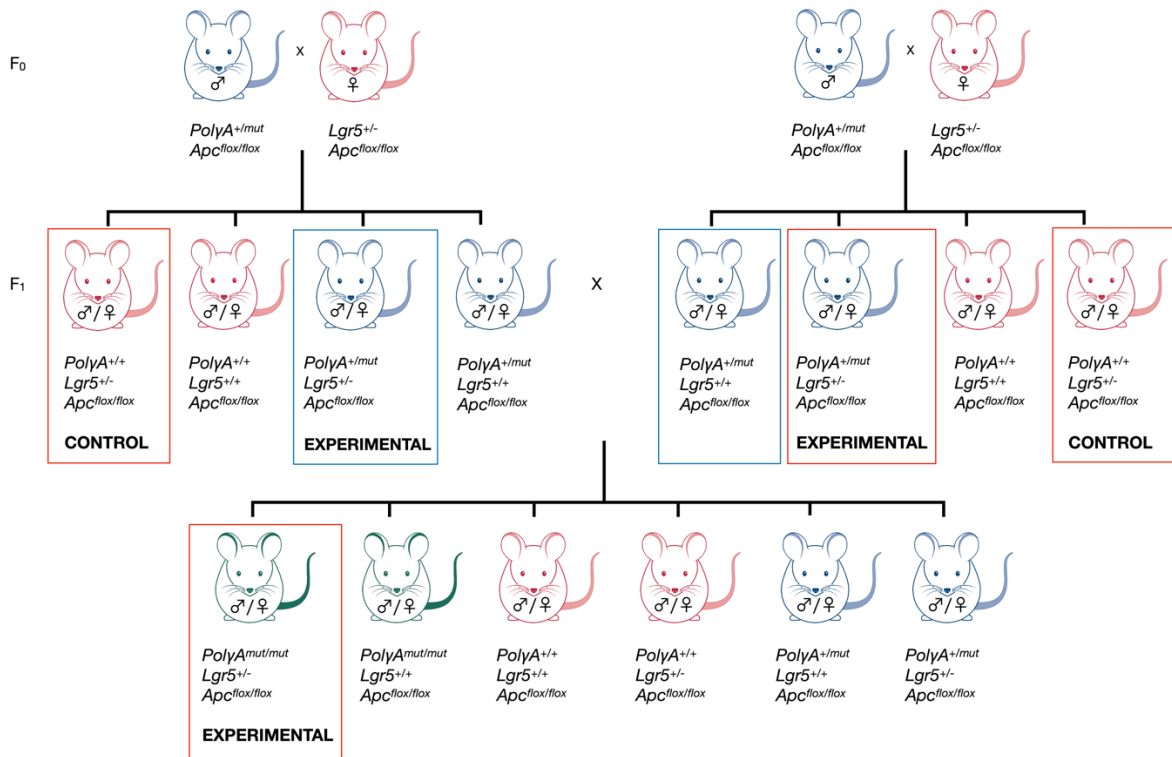 F₀
♂ x ♀
PolγA⁺/ᵐᵘᵗ
Apcᶠˡᵒˣ/ᶠˡᵒˣ
Lgr5⁺/⁻
Apcᶠˡᵒˣ/ᶠˡᵒˣ
♂ x ♀
PolγA⁺/ᵐᵘᵗ
Apcᶠˡᵒˣ/ᶠˡᵒˣ
Lgr5⁺/⁻
Apcᶠˡᵒˣ/ᶠˡᵒˣ
F₁
♂/♀
PolγA⁺/⁺
Lgr5⁺/⁻
Apcᶠˡᵒˣ/ᶠˡᵒˣ
CONTROL
♂/♀
PolγA⁺/⁺
Lgr5⁺/⁺
Apcᶠˡᵒˣ/ᶠˡᵒˣ
♂/♀
PolγA⁺/ᵐᵘᵗ
Lgr5⁺/⁻
Apcᶠˡᵒˣ/ᶠˡᵒˣ
EXPERIMENTAL
♂/♀
PolγA⁺/ᵐᵘᵗ
Lgr5⁺/⁺
Apcᶠˡᵒˣ/ᶠˡᵒˣ
X
♂/♀
PolγA⁺/ᵐᵘᵗ
Lgr5⁺/⁺
Apcᶠˡᵒˣ/ᶠˡᵒˣ
♂/♀
PolγA⁺/ᵐᵘᵗ
Lgr5⁺/⁻
Apcᶠˡᵒˣ/ᶠˡᵒˣ
EXPERIMENTAL
♂/♀
PolγA⁺/⁺
Lgr5⁺/⁺
Apcᶠˡᵒˣ/ᶠˡᵒˣ
♂/♀
PolγA⁺/⁺
Lgr5⁺/⁻
Apcᶠˡᵒˣ/ᶠˡᵒˣ
CONTROL
♂/♀
PolγAᵐᵘᵗ/ᵐᵘᵗ
Lgr5⁺/⁻
Apcᶠˡᵒˣ/ᶠˡᵒˣ
EXPERIMENTAL
♂/♀
PolγAᵐᵘᵗ/ᵐᵘᵗ
Lgr5⁺/⁺
Apcᶠˡᵒˣ/ᶠˡᵒˣ
♂/♀
PolγA⁺/⁺
Lgr5⁺/⁺
Apcᶠˡᵒˣ/ᶠˡᵒˣ
♂/♀
PolγA⁺/⁺
Lgr5⁺/⁻
Apcᶠˡᵒˣ/ᶠˡᵒˣ
♂/♀
PolγA⁺/ᵐᵘᵗ
Lgr5⁺/⁺
Apcᶠˡᵒˣ/ᶠˡᵒˣ
♂/♀
PolγA⁺/ᵐᵘᵗ
Lgr5⁺/⁻
Apcᶠˡᵒˣ/ᶠˡᵒˣ